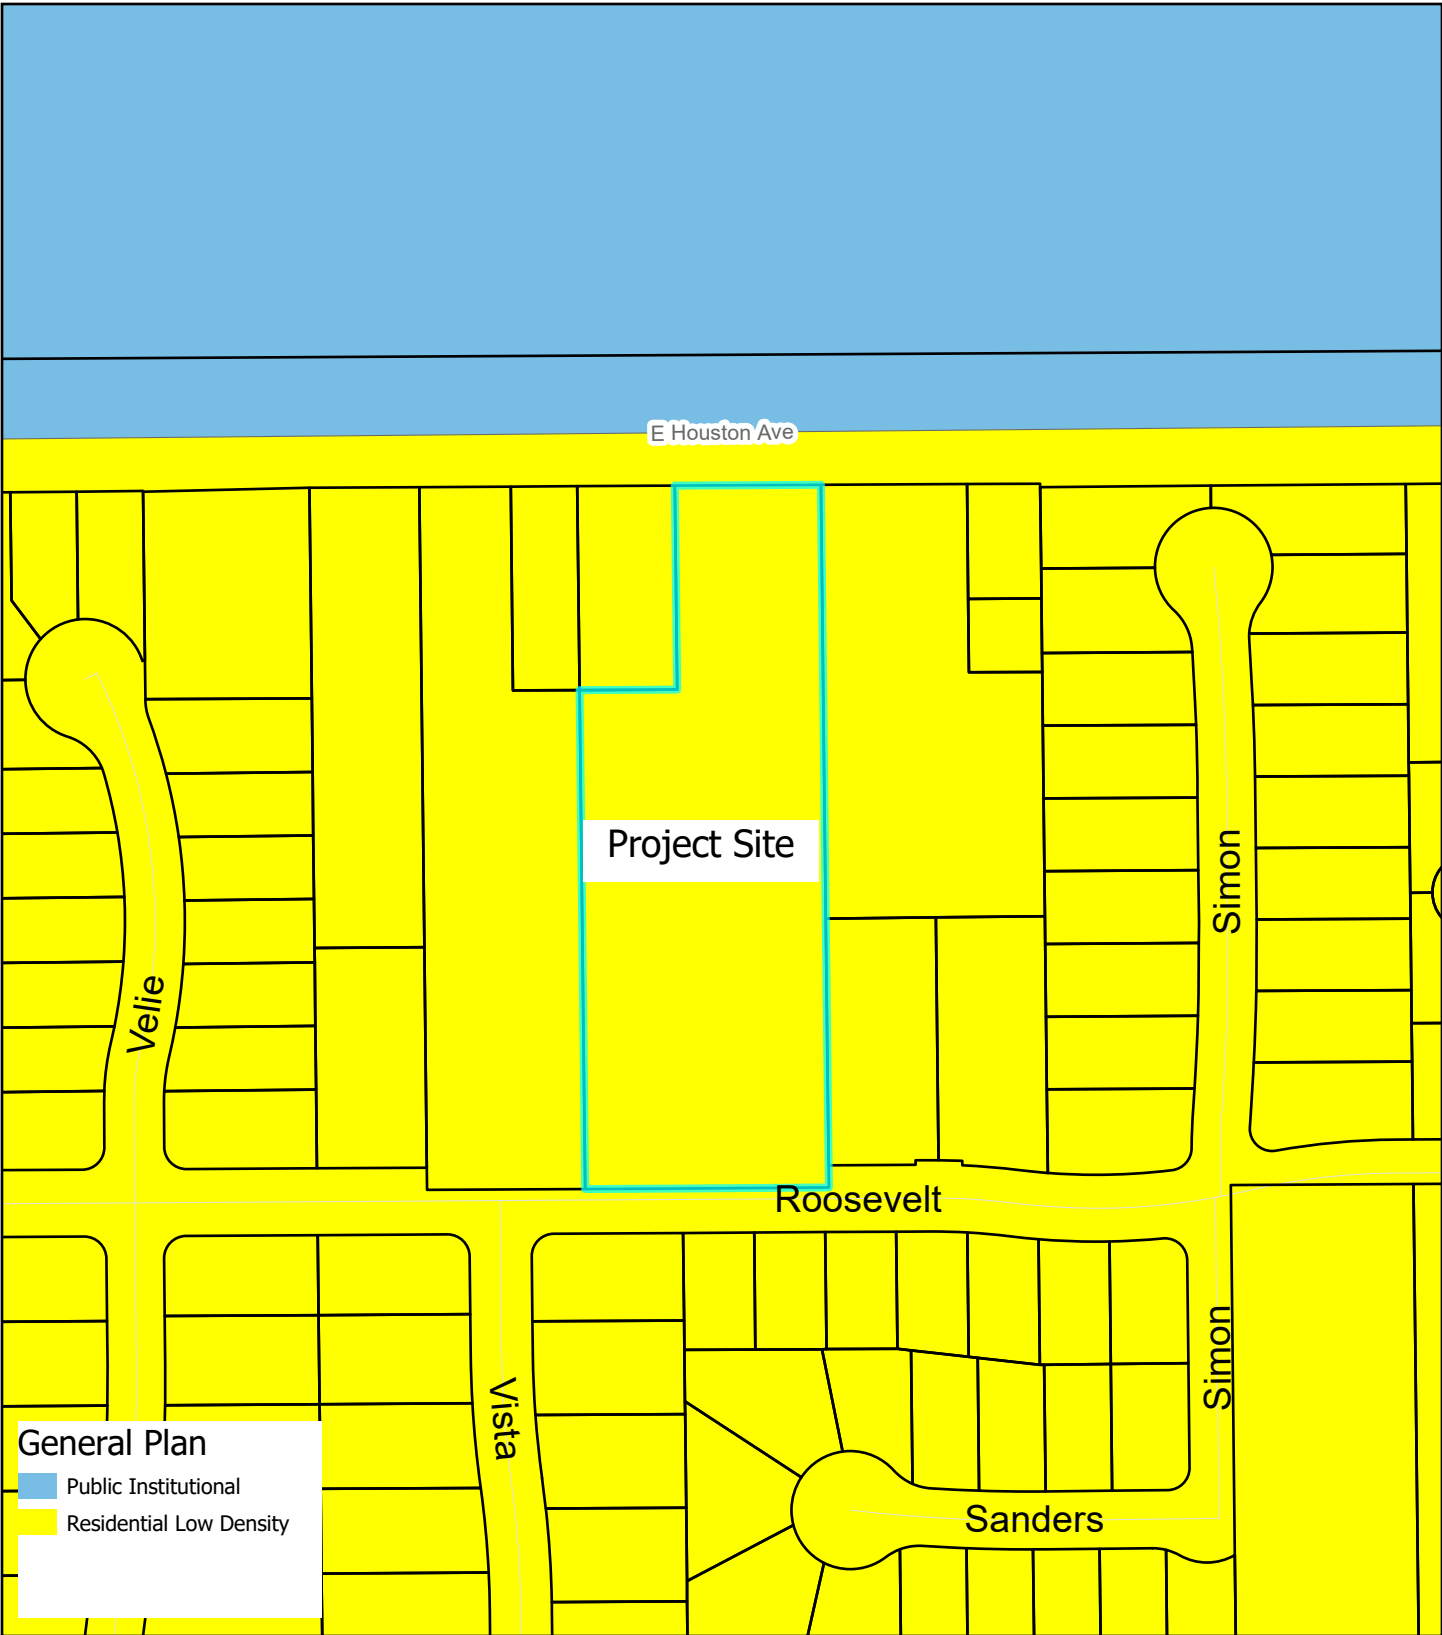 E Houston Ave
Project Site
Simon
Velie
Roosevelt
Simon
Vista
General Plan
Public Institutional
Residential Low Density
Sanders